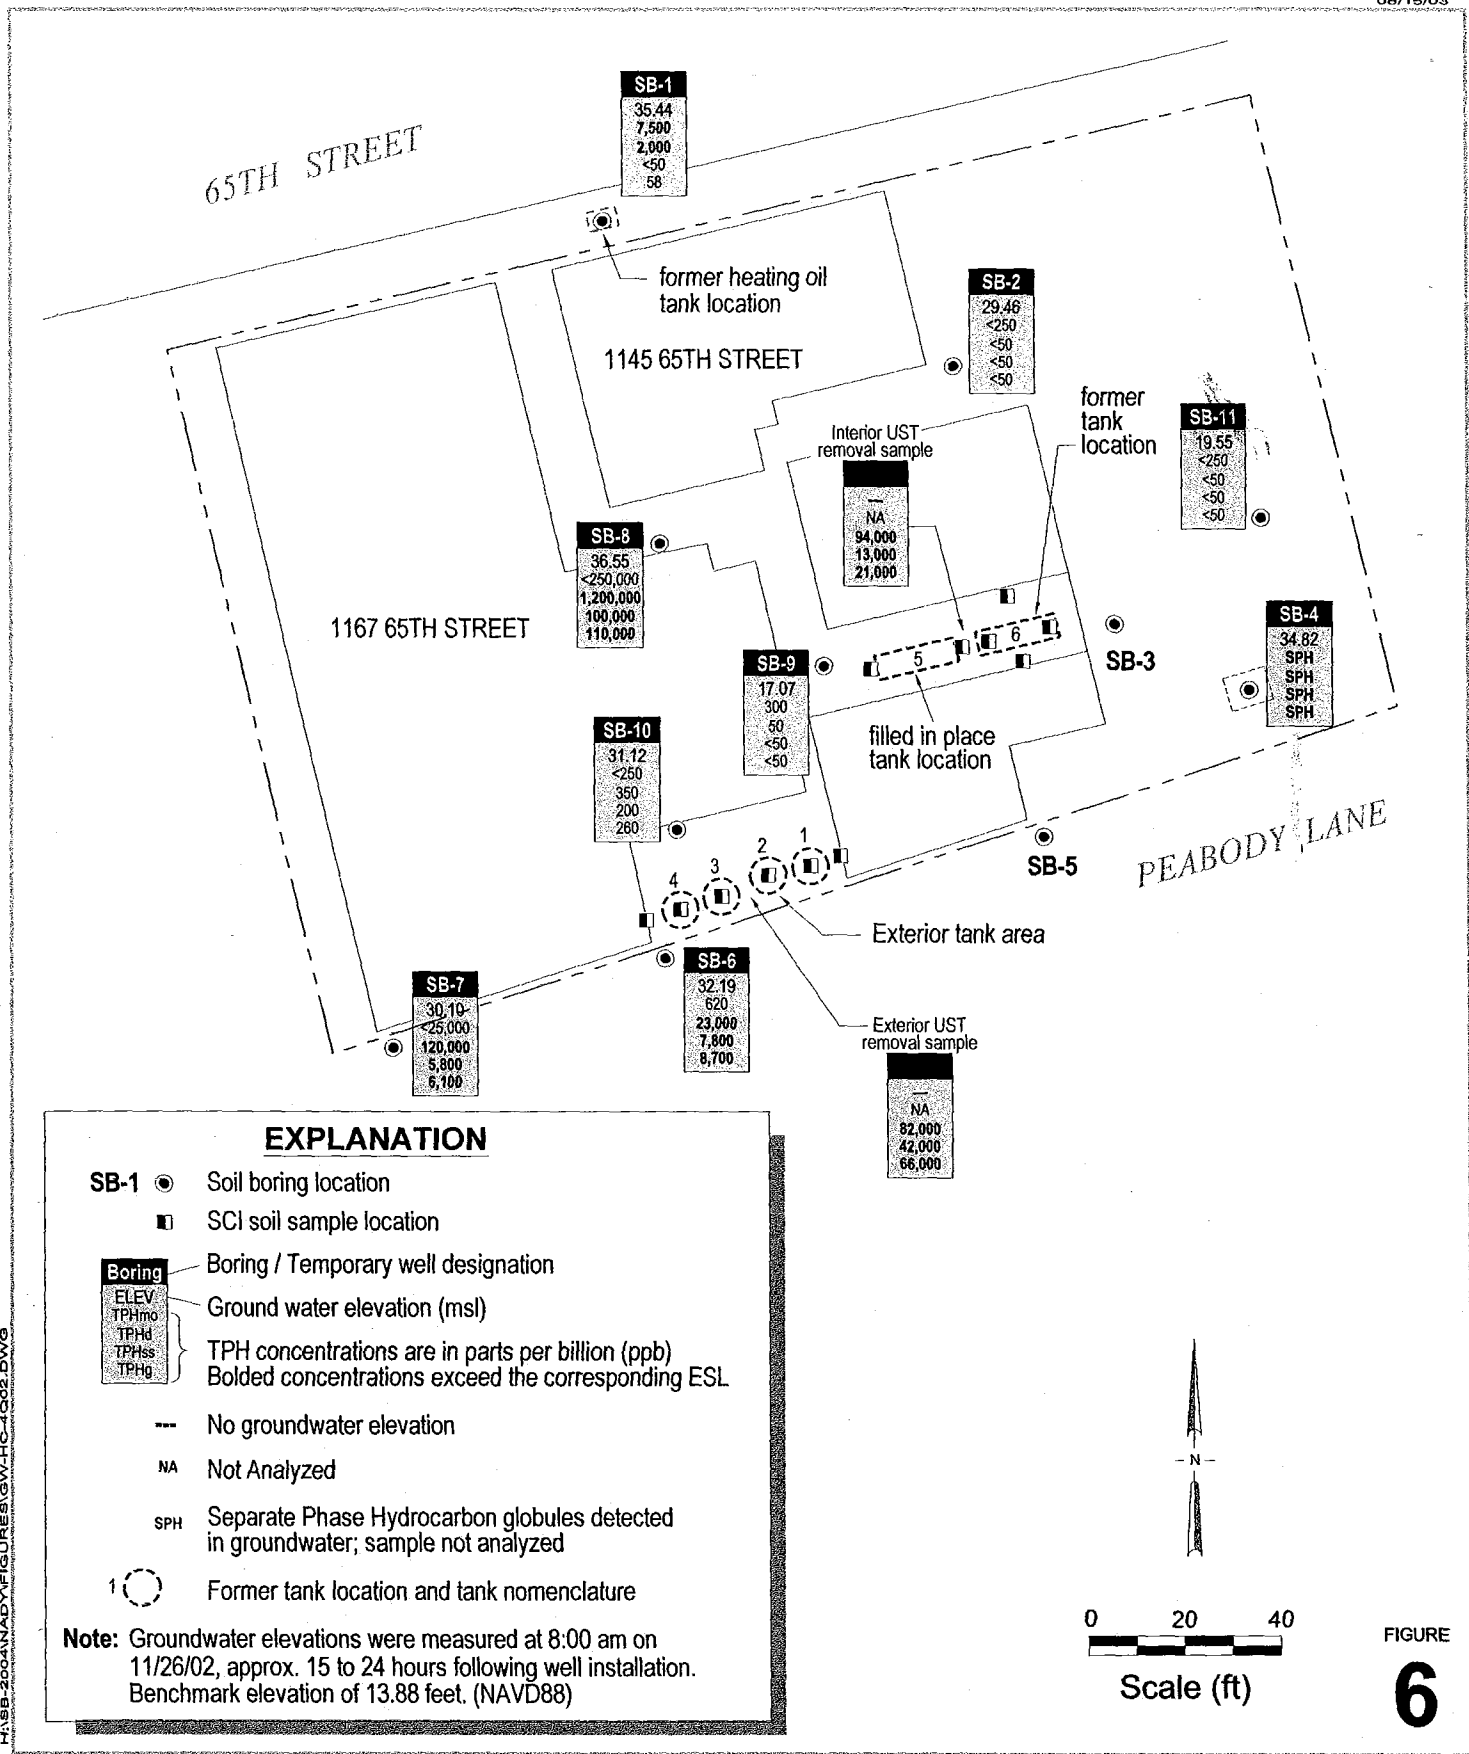 08/15/03
65TH STREET
SB-1
35.44
7,500
2,000
<50
58
former heating oil
tank location
1145 65TH STREET
SB-2
29.46
<250
<50
<50
<50
former
tank
location
SB-11
19.55
<250
<50
<50
<50
Interior UST
removal sample
—
NA
94,000
13,000
21,000
SB-8
36.55
<250,000
1,200,000
100,000
110,000
1167 65TH STREET
SB-9
17.07
300
50
<50
<50
5
6
SB-3
SB-4
34.82
SPH
SPH
SPH
SPH
filled in place
tank location
SB-10
31.12
<250
350
200
260
1
2
3
4
SB-5
PEABODY LANE
Exterior tank area
SB-6
32.19
620
23,000
7,800
8,700
SB-7
30.10
<25,000
120,000
5,800
6,100
Exterior UST
removal sample
—
NA
82,000
42,000
66,000
EXPLANATION
SB-1 Soil boring location
SCI soil sample location
Boring Boring / Temporary well designation
ELEV Ground water elevation (msl)
TPHmo
TPHd
TPHss
TPHg
TPH concentrations are in parts per billion (ppb)
Bolded concentrations exceed the corresponding ESL
--- No groundwater elevation
NA Not Analyzed
SPH Separate Phase Hydrocarbon globules detected
in groundwater; sample not analyzed
1 Former tank location and tank nomenclature
Note: Groundwater elevations were measured at 8:00 am on
11/26/02, approx. 15 to 24 hours following well installation.
Benchmark elevation of 13.88 feet. (NAVD88)
N
0 20 40
Scale (ft)
FIGURE
6
H:\SB-2004\NADY\FIGURES\GW-HC-4Q02.DWG